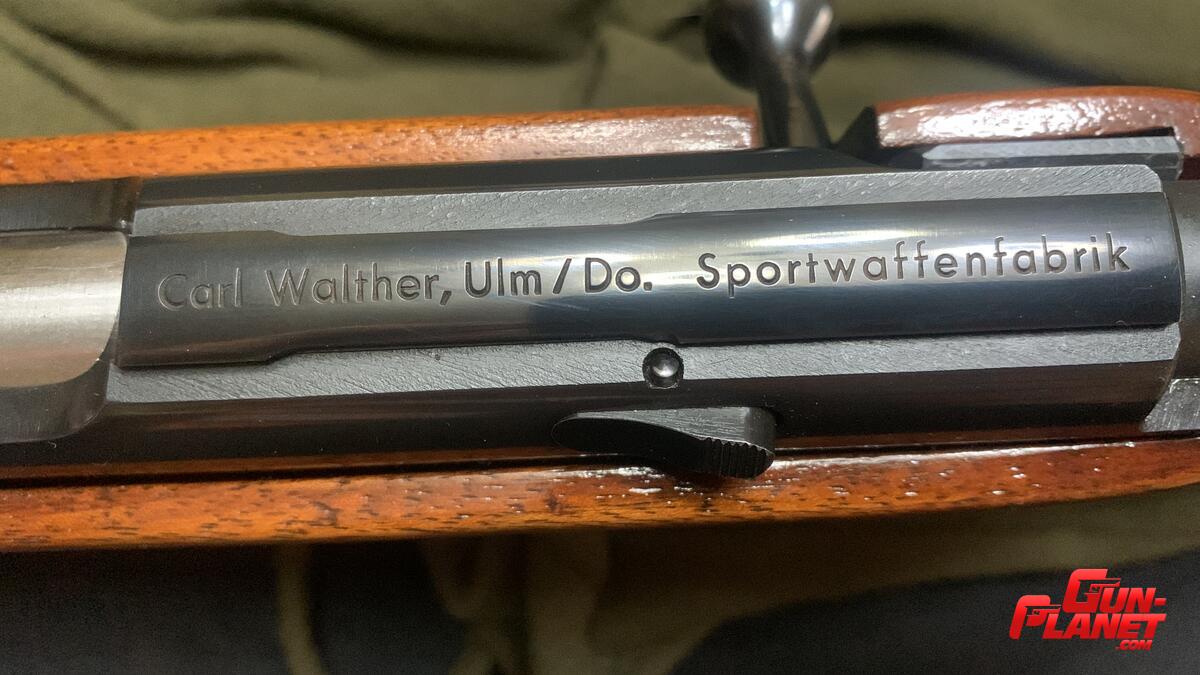 Carl Walther, Ulm/Do. Sportwaffenfabrik
GUN-
PLANET
.COM